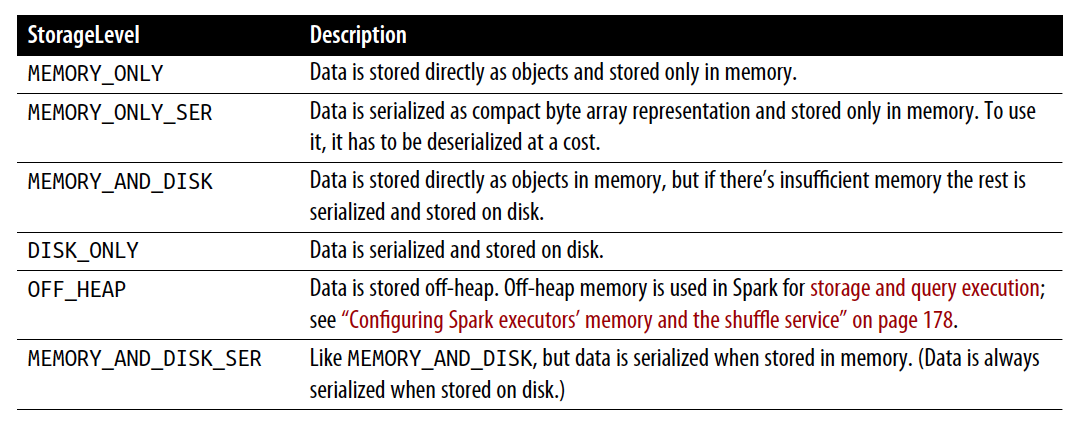 StorageLevel Description
MEMORY_ONLY Data is stored directly as objects and stored only in memory.
MEMORY_ONLY_SER Data is serialized as compact byte array representation and stored only in memory. To use
it, it has to be deserialized at a cost.
MEMORY_AND_DISK Data is stored directly as objects in memory, but if there’s insufficient memory the rest is
serialized and stored on disk.
DISK_ONLY Data is serialized and stored on disk.
OFF_HEAP Data is stored off-heap. Off-heap memory is used in Spark for storage and query execution;
see “Configuring Spark executors’ memory and the shuffle service” on page 178.
MEMORY_AND_DISK_SER Like MEMORY_AND_DISK, but data is serialized when stored in memory. (Data is always
serialized when stored on disk.)